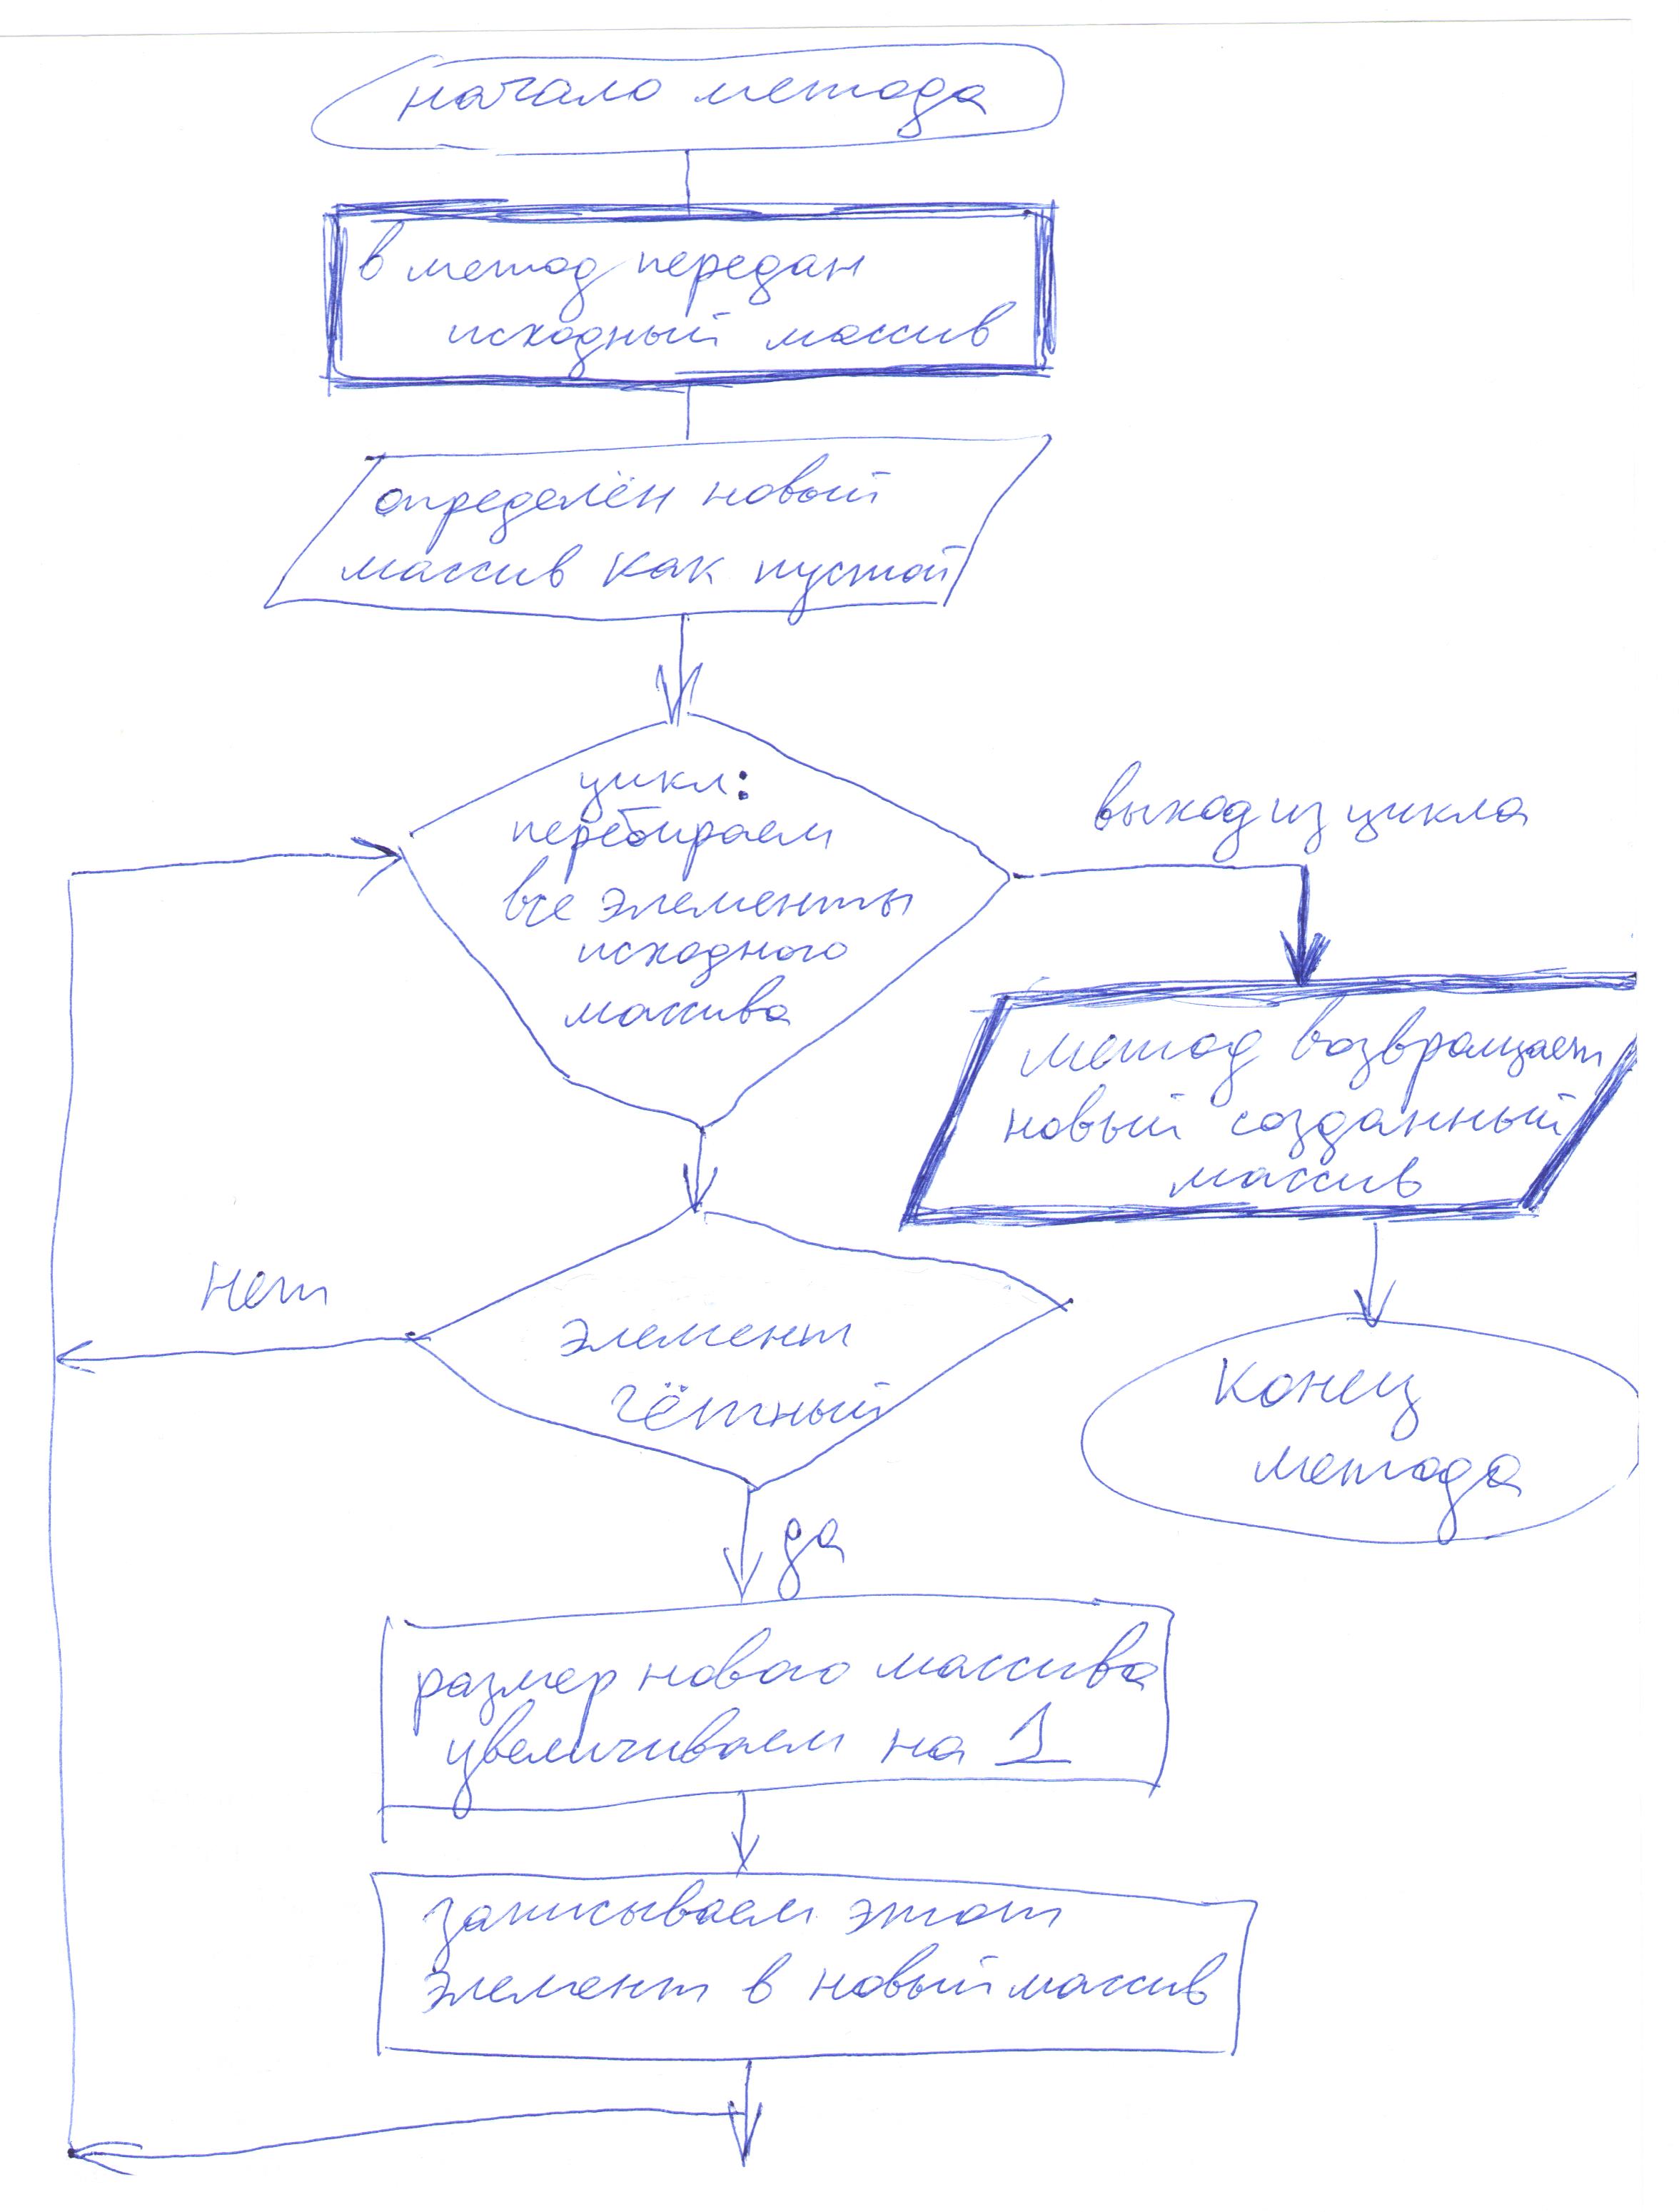 начало метода
в метод передан
исходный массив
определён новый
массив как пустой
цикл:
перебираем
все элементы
исходного
массива
выход из цикла
метод возвращает
новый созданный
массив
конец
метода
элемент
чётный
нет
да
размер нового массива
увеличиваем на 1
записываем этот
элемент в новый массив